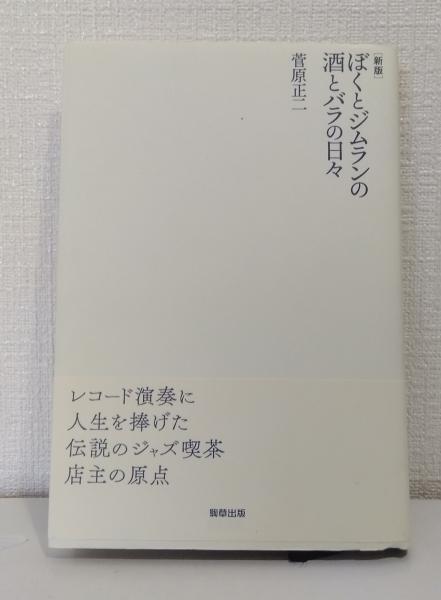 ［新版］
ぼくとジムランの
酒とバラの日々
菅原正二
レコード演奏に
人生を捧げた
伝説のジャズ喫茶
店主の原点
駒草出版